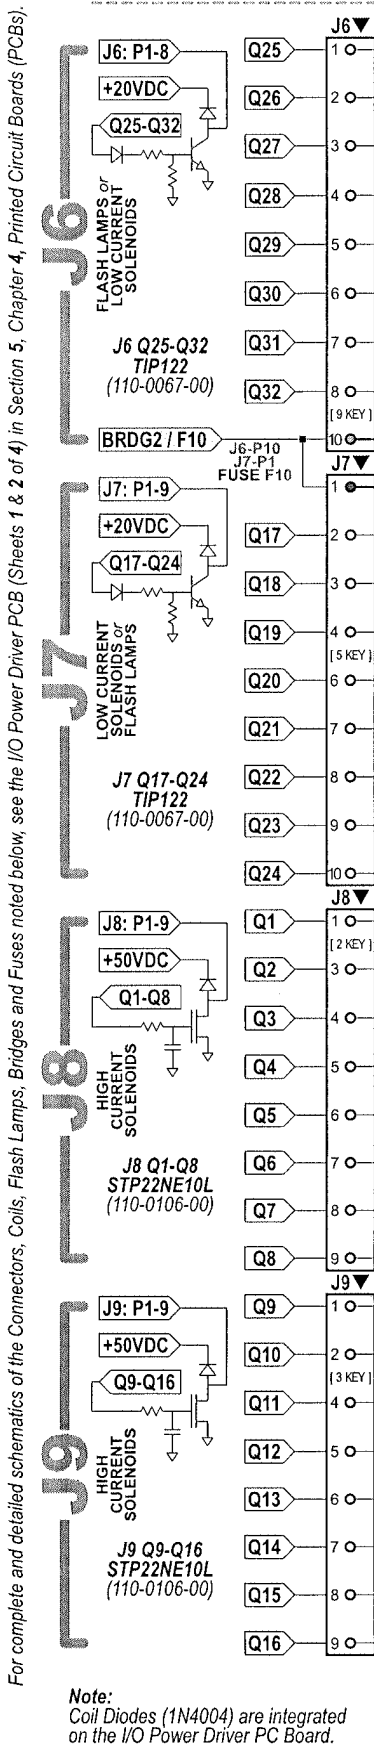 For complete and detailed schematics of the Connectors, Coils, Flash Lamps, Bridges and Fuses noted below, see the I/O Power Driver PCB (Sheets 1 & 2 of 4) in Section 5, Chapter 4, Printed Circuit Boards (PCBs).
J6
J6: P1-8
+20VDC
Q25-Q32
FLASH LAMPS or
LOW CURRENT
SOLENOIDS
J6 Q25-Q32
TIP122
(110-0067-00)
BRDG2 / F10
J6-P10
J7-P1
FUSE F10
J6▼
Q25 1
Q26 2
Q27 3
Q28 4
Q29 5
Q30 6
Q31 7
Q32 8
[ 9 KEY ]
10
J7
J7: P1-9
+20VDC
Q17-Q24
LOW CURRENT
SOLENOIDS or
FLASH LAMPS
J7 Q17-Q24
TIP122
(110-0067-00)
J7▼
1
Q17 2
Q18 3
Q19 4
[ 5 KEY ]
Q20 6
Q21 7
Q22 8
Q23 9
Q24 10
J8
J8: P1-9
+50VDC
Q1-Q8
HIGH
CURRENT
SOLENOIDS
J8 Q1-Q8
STP22NE10L
(110-0106-00)
J8▼
Q1 1
[ 2 KEY ]
Q2 3
Q3 4
Q4 5
Q5 6
Q6 7
Q7 8
Q8 9
J9
J9: P1-9
+50VDC
Q9-Q16
HIGH
CURRENT
SOLENOIDS
J9 Q9-Q16
STP22NE10L
(110-0106-00)
J9▼
Q9 1
Q10 2
[ 3 KEY ]
Q11 4
Q12 5
Q13 6
Q14 7
Q15 8
Q16 9
Note:
Coil Diodes (1N4004) are integrated
on the I/O Power Driver PC Board.